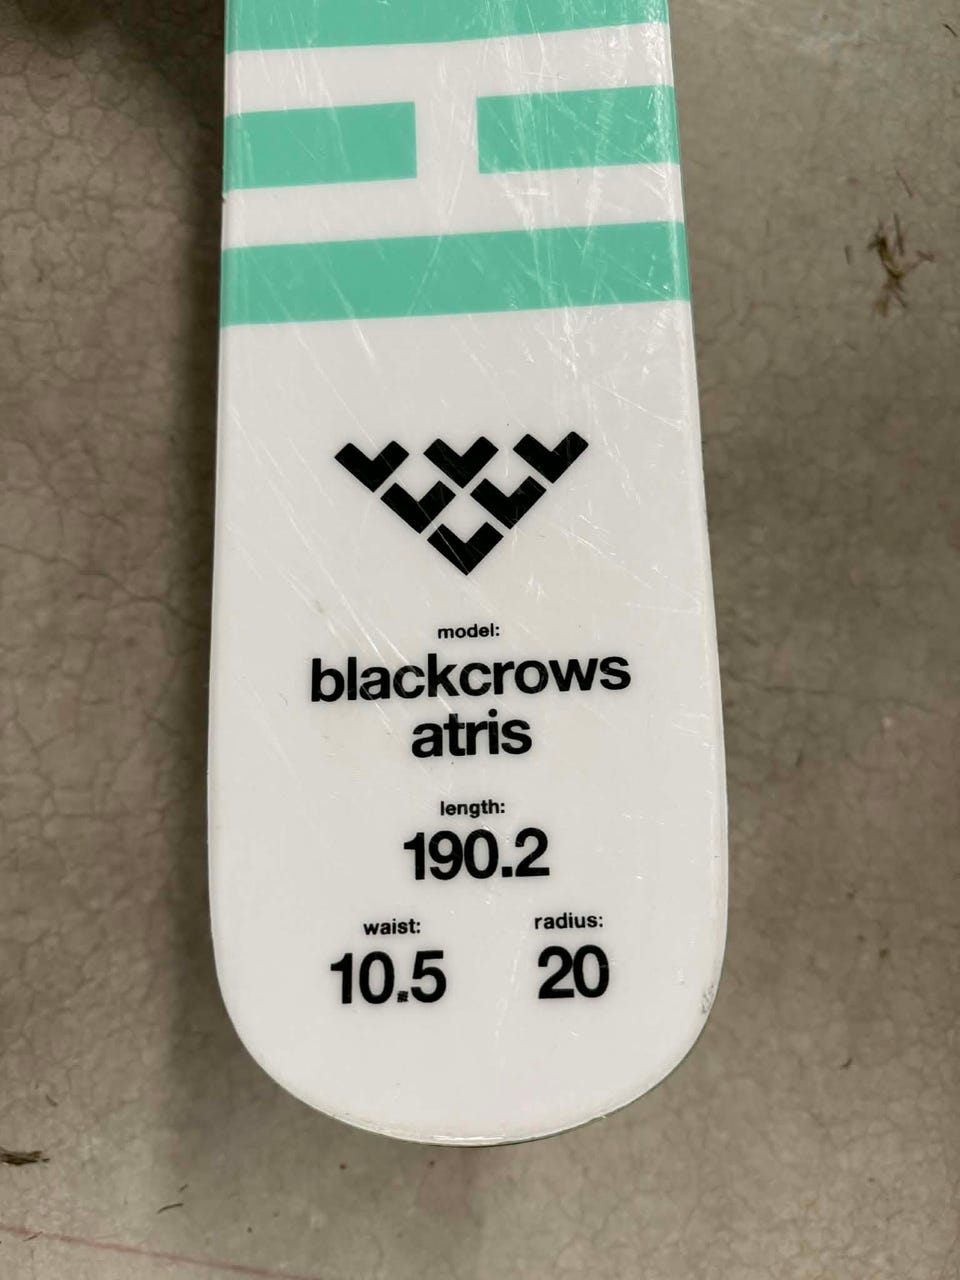 model:
blackcrows
atris
length:
190.2
waist: radius:
10.5 20